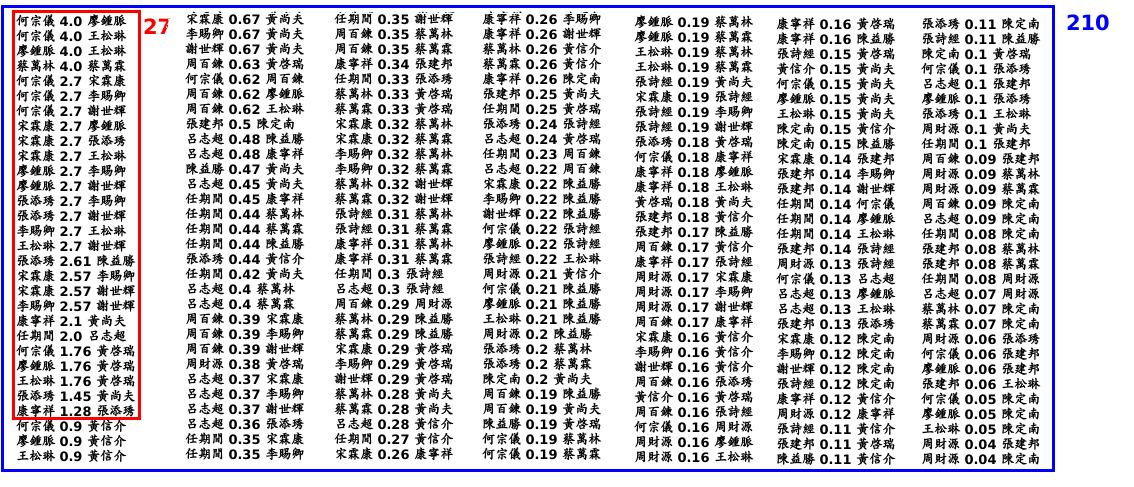 何宗儀 4.0 廖鍾脈
何宗儀 4.0 王松琳
廖鍾脈 4.0 王松琳
蔡萬林 4.0 蔡萬霖
何宗儀 2.7 宋霖康
何宗儀 2.7 李賜卿
何宗儀 2.7 謝世輝
宋霖康 2.7 廖鍾脈
宋霖康 2.7 張添琇
宋霖康 2.7 王松琳
廖鍾脈 2.7 李賜卿
廖鍾脈 2.7 謝世輝
張添琇 2.7 李賜卿
張添琇 2.7 謝世輝
李賜卿 2.7 王松琳
王松琳 2.7 謝世輝
張添琇 2.61 陳益勝
宋霖康 2.57 李賜卿
宋霖康 2.57 謝世輝
李賜卿 2.57 謝世輝
康寧祥 2.1 黃尚夫
任期間 2.0 呂志超
何宗儀 1.76 黃啓瑞
廖鍾脈 1.76 黃啓瑞
王松琳 1.76 黃啓瑞
張添琇 1.45 黃尚夫
康寧祥 1.28 張添琇
何宗儀 0.9 黃信介
廖鍾脈 0.9 黃信介
王松琳 0.9 黃信介
27
宋霖康 0.67 黃尚夫
李賜卿 0.67 黃尚夫
謝世輝 0.67 黃尚夫
周百鍊 0.63 黃啓瑞
何宗儀 0.62 周百鍊
周百鍊 0.62 廖鍾脈
周百鍊 0.62 王松琳
張建邦 0.5 陳定南
呂志超 0.48 陳益勝
呂志超 0.48 康寧祥
陳益勝 0.47 黃尚夫
呂志超 0.45 黃尚夫
任期間 0.45 康寧祥
任期間 0.44 蔡萬林
任期間 0.44 蔡萬霖
任期間 0.44 陳益勝
張添琇 0.44 黃信介
任期間 0.42 黃尚夫
呂志超 0.4 蔡萬林
呂志超 0.4 蔡萬霖
周百鍊 0.39 宋霖康
周百鍊 0.39 李賜卿
周百鍊 0.39 謝世輝
周財源 0.38 黃啓瑞
呂志超 0.37 宋霖康
呂志超 0.37 李賜卿
呂志超 0.37 謝世輝
呂志超 0.36 張添琇
任期間 0.35 宋霖康
任期間 0.35 李賜卿
任期間 0.35 謝世輝
周百鍊 0.35 蔡萬林
周百鍊 0.35 蔡萬霖
康寧祥 0.34 張建邦
任期間 0.33 張添琇
蔡萬林 0.33 黃啓瑞
蔡萬霖 0.33 黃啓瑞
宋霖康 0.32 蔡萬林
宋霖康 0.32 蔡萬霖
李賜卿 0.32 蔡萬林
李賜卿 0.32 蔡萬霖
蔡萬林 0.32 謝世輝
蔡萬霖 0.32 謝世輝
張詩經 0.31 蔡萬林
張詩經 0.31 蔡萬霖
康寧祥 0.31 蔡萬林
康寧祥 0.31 蔡萬霖
任期間 0.3 張詩經
呂志超 0.3 張詩經
周百鍊 0.29 周財源
蔡萬林 0.29 陳益勝
蔡萬霖 0.29 陳益勝
宋霖康 0.29 黃啓瑞
李賜卿 0.29 黃啓瑞
謝世輝 0.29 黃啓瑞
蔡萬林 0.28 黃尚夫
蔡萬霖 0.28 黃尚夫
呂志超 0.28 黃信介
任期間 0.27 黃信介
宋霖康 0.26 康寧祥
康寧祥 0.26 李賜卿
康寧祥 0.26 謝世輝
蔡萬林 0.26 黃信介
蔡萬霖 0.26 黃信介
康寧祥 0.26 陳定南
張建邦 0.25 黃尚夫
任期間 0.25 黃啓瑞
張添琇 0.24 張詩經
呂志超 0.24 黃啓瑞
任期間 0.23 周百鍊
呂志超 0.22 周百鍊
宋霖康 0.22 陳益勝
李賜卿 0.22 陳益勝
謝世輝 0.22 陳益勝
何宗儀 0.22 張詩經
廖鍾脈 0.22 張詩經
張詩經 0.22 王松琳
周財源 0.21 黃信介
何宗儀 0.21 陳益勝
廖鍾脈 0.21 陳益勝
王松琳 0.21 陳益勝
周財源 0.2 陳益勝
張添琇 0.2 蔡萬林
張添琇 0.2 蔡萬霖
陳定南 0.2 黃尚夫
周百鍊 0.19 陳益勝
周百鍊 0.19 黃尚夫
陳益勝 0.19 黃啓瑞
何宗儀 0.19 蔡萬林
何宗儀 0.19 蔡萬霖
廖鍾脈 0.19 蔡萬林
廖鍾脈 0.19 蔡萬霖
王松琳 0.19 蔡萬林
王松琳 0.19 蔡萬霖
張詩經 0.19 黃尚夫
宋霖康 0.19 張詩經
張詩經 0.19 李賜卿
張詩經 0.19 謝世輝
張添琇 0.18 黃啓瑞
何宗儀 0.18 康寧祥
康寧祥 0.18 廖鍾脈
康寧祥 0.18 王松琳
黃啓瑞 0.18 黃尚夫
張建邦 0.18 黃信介
張建邦 0.17 陳益勝
周百鍊 0.17 黃信介
康寧祥 0.17 張詩經
周財源 0.17 宋霖康
周財源 0.17 李賜卿
周財源 0.17 謝世輝
周百鍊 0.17 康寧祥
宋霖康 0.16 黃信介
李賜卿 0.16 黃信介
謝世輝 0.16 黃信介
周百鍊 0.16 張添琇
黃信介 0.16 黃啓瑞
周百鍊 0.16 張詩經
何宗儀 0.16 周財源
周財源 0.16 廖鍾脈
周財源 0.16 王松琳
康寧祥 0.16 黃啓瑞
康寧祥 0.16 陳益勝
張詩經 0.15 黃啓瑞
黃信介 0.15 黃尚夫
何宗儀 0.15 黃尚夫
廖鍾脈 0.15 黃尚夫
王松琳 0.15 黃尚夫
陳定南 0.15 黃信介
陳定南 0.15 陳益勝
宋霖康 0.14 張建邦
張建邦 0.14 李賜卿
張建邦 0.14 謝世輝
任期間 0.14 何宗儀
任期間 0.14 廖鍾脈
任期間 0.14 王松琳
張建邦 0.14 張詩經
周財源 0.13 張詩經
何宗儀 0.13 呂志超
呂志超 0.13 廖鍾脈
呂志超 0.13 王松琳
張建邦 0.13 張添琇
宋霖康 0.12 陳定南
李賜卿 0.12 陳定南
謝世輝 0.12 陳定南
張詩經 0.12 陳定南
康寧祥 0.12 黃信介
周財源 0.12 康寧祥
張詩經 0.11 黃信介
張建邦 0.11 黃啓瑞
陳益勝 0.11 黃信介
張添琇 0.11 陳定南
張詩經 0.11 陳益勝
陳定南 0.1 黃啓瑞
何宗儀 0.1 張添琇
呂志超 0.1 張建邦
廖鍾脈 0.1 張添琇
張添琇 0.1 王松琳
周財源 0.1 黃尚夫
任期間 0.1 張建邦
周百鍊 0.09 張建邦
周財源 0.09 蔡萬林
周財源 0.09 蔡萬霖
周百鍊 0.09 陳定南
呂志超 0.09 陳定南
任期間 0.08 陳定南
張建邦 0.08 蔡萬林
張建邦 0.08 蔡萬霖
任期間 0.08 周財源
呂志超 0.07 周財源
蔡萬林 0.07 陳定南
蔡萬霖 0.07 陳定南
周財源 0.06 張添琇
何宗儀 0.06 張建邦
廖鍾脈 0.06 張建邦
張建邦 0.06 王松琳
何宗儀 0.05 陳定南
廖鍾脈 0.05 陳定南
王松琳 0.05 陳定南
周財源 0.04 張建邦
周財源 0.04 陳定南
210